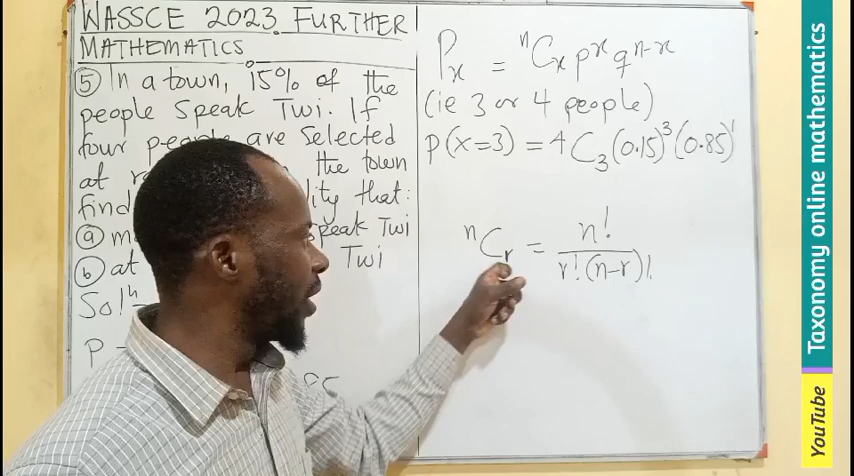 WASSCE 2023 FURTHER
MATHEMATICS
5 In a town, 15% of the
people speak Twi. If
four people are selected
at the town
find lity that:
a speak Twi
b at Twi
Solⁿ
P
Pₓ = ⁿCₓ pˣ qⁿ⁻ˣ
(ie 3 or 4 people)
p(x=3) = ⁴C₃(0.15)³(0.85)¹
ⁿCᵣ = n!
r!(n-r)!
Taxonomy online mathematics
YouTube